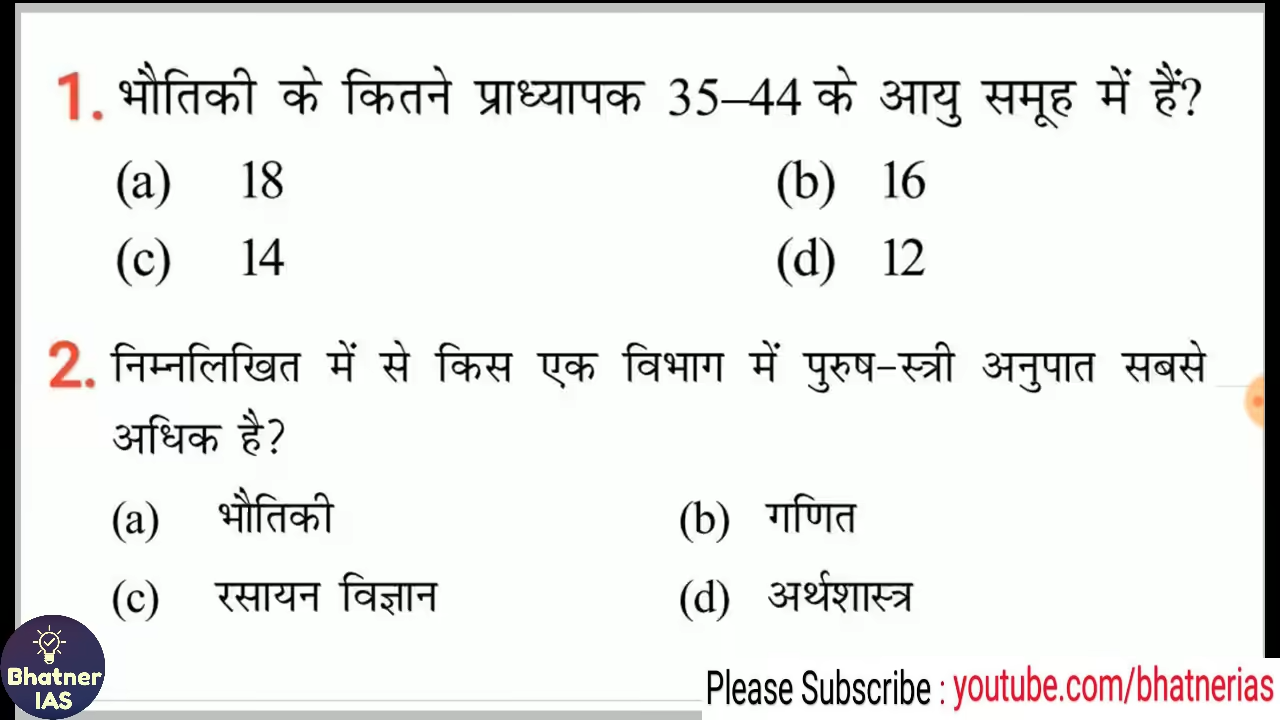 1. भौतिकी के कितने प्राध्यापक 35–44 के आयु समूह में हैं?
(a) 18 (b) 16
(c) 14 (d) 12
2. निम्नलिखित में से किस एक विभाग में पुरुष-स्त्री अनुपात सबसे
अधिक है?
(a) भौतिकी (b) गणित
(c) रसायन विज्ञान (d) अर्थशास्त्र
Bhatner
IAS
Please Subscribe : youtube.com/bhatnerias